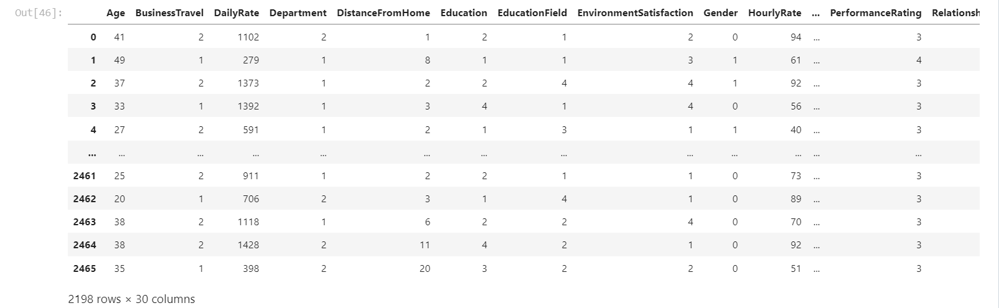 Out[46]:
Age BusinessTravel DailyRate Department DistanceFromHome Education EducationField EnvironmentSatisfaction Gender HourlyRate ... PerformanceRating Relationsh
0 41 2 1102 2 1 2 1 2 0 94 ... 3
1 49 1 279 1 8 1 1 3 1 61 ... 4
2 37 2 1373 1 2 2 4 4 1 92 ... 3
3 33 1 1392 1 3 4 1 4 0 56 ... 3
4 27 2 591 1 2 1 3 1 1 40 ... 3
... ... ... ... ... ... ... ... ... ... ... ... ...
2461 25 2 911 1 2 2 1 1 0 73 ... 3
2462 20 1 706 2 3 1 4 1 0 89 ... 3
2463 38 2 1118 1 6 2 2 4 0 70 ... 3
2464 38 2 1428 2 11 4 2 1 0 92 ... 3
2465 35 1 398 2 20 3 2 2 0 51 ... 3
2198 rows × 30 columns